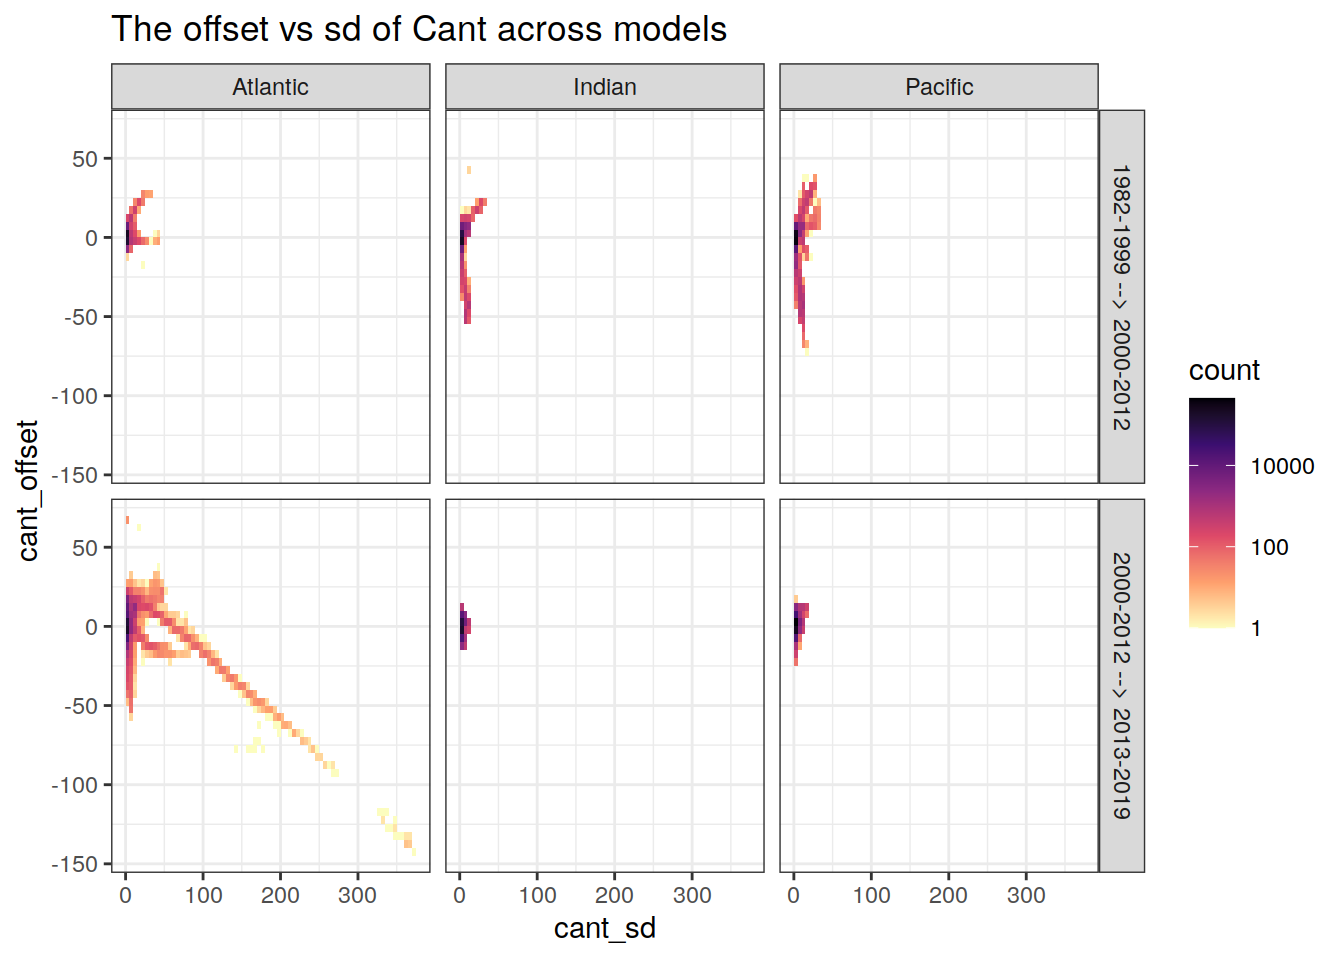 The offset vs sd of Cant across models
Atlantic
Indian
Pacific
50
0
-50
-100
-150
1982-1999 --> 2000-2012
50
0
-50
-100
-150
2000-2012 --> 2013-2019
0 100 200 300
0 100 200 300
0 100 200 300
cant_sd
cant_offset
count
10000
100
1